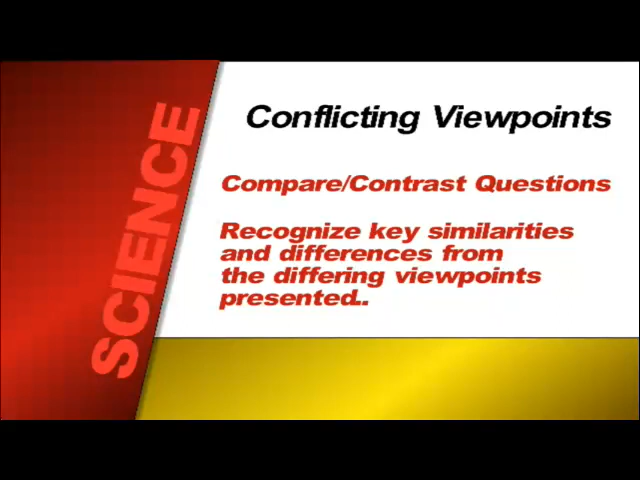 SCIENCE
Conflicting Viewpoints
Compare/Contrast Questions
Recognize key similarities
and differences from
the differing viewpoints
presented..